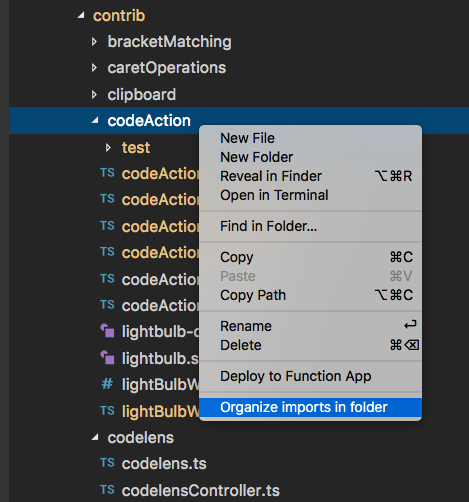 contrib
bracketMatching
caretOperations
clipboard
codeAction
test
TS codeAction
TS codeAction
TS codeAction
TS codeAction
TS codeAction
TS codeAction
lightbulb-
lightbulb.s
# lightBulbW
TS lightBulbW
codelens
TS codelens.ts
TS codelensController.ts
New File
New Folder
Reveal in Finder ⌥⌘R
Open in Terminal
Find in Folder...
Copy ⌘C
Paste ⌘V
Copy Path ⌥⌘C
Rename ⏎
Delete ⌘⌫
Deploy to Function App
Organize imports in folder